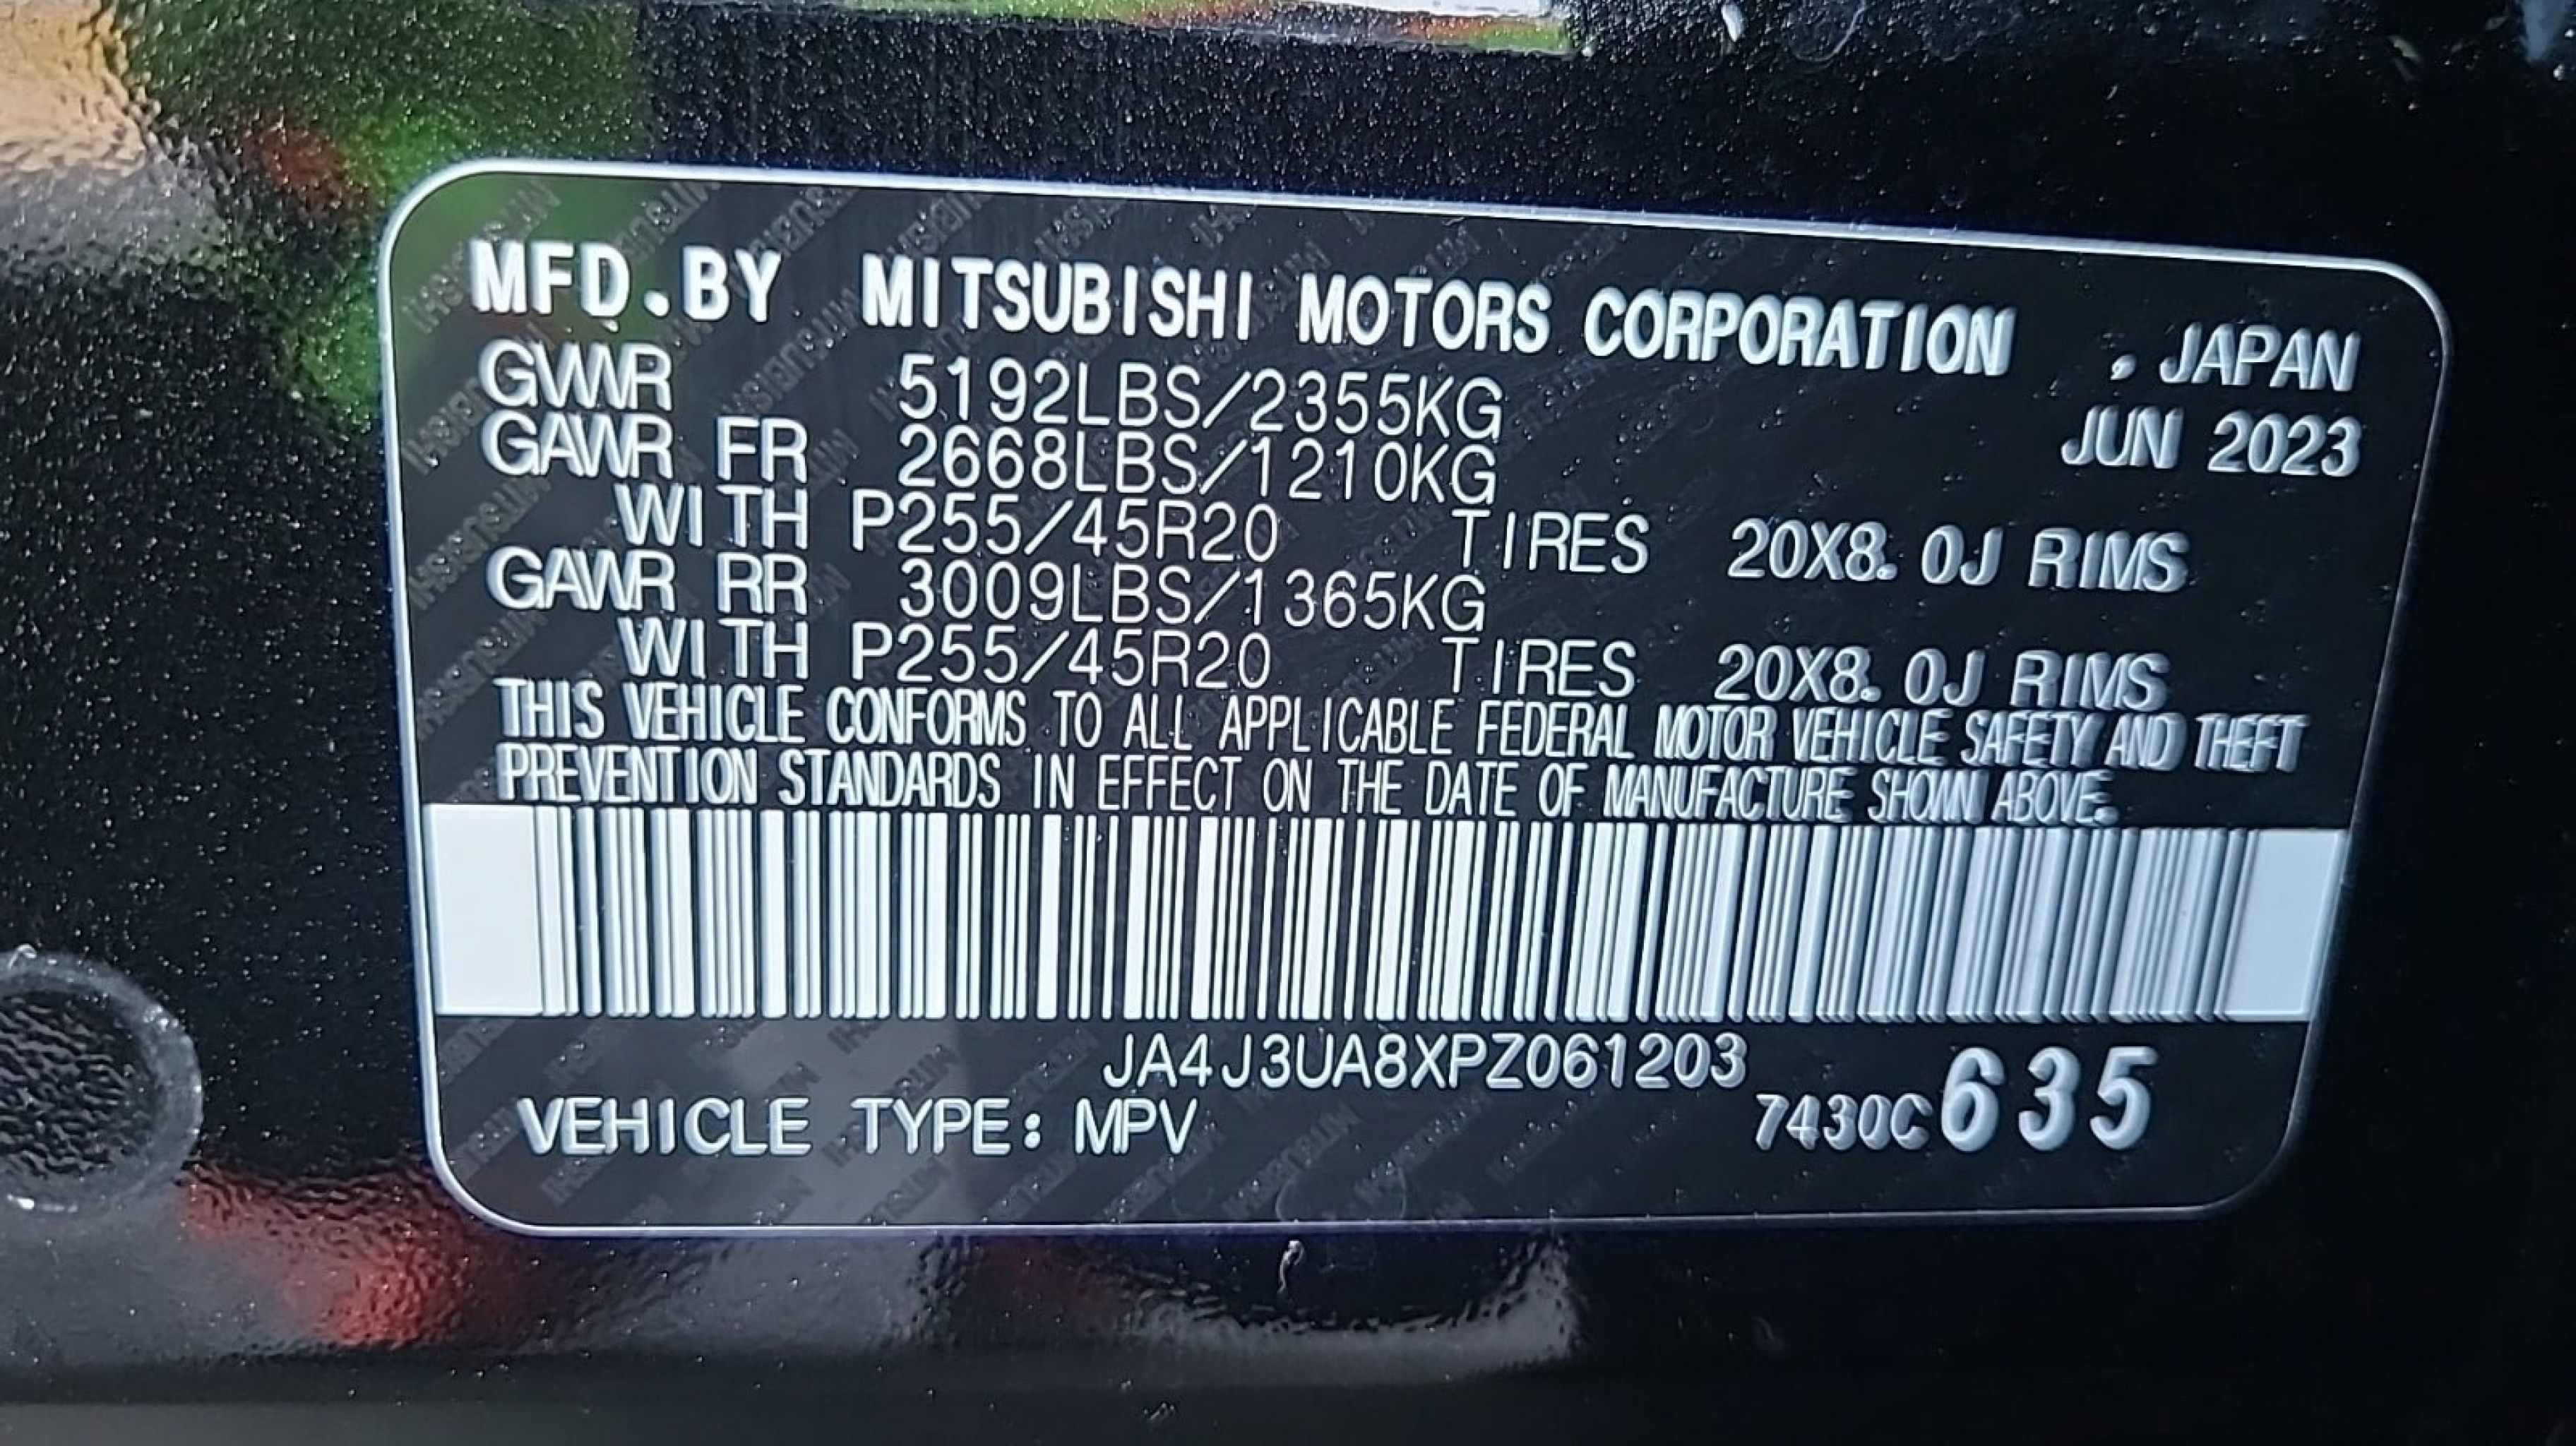 MFD.BY MITSUBISHI MOTORS CORPORATION , JAPAN
GVWR 5192LBS/2355KG JUN 2023
GAWR FR 2668LBS/1210KG
WITH P255/45R20 TIRES 20X8.0J RIMS
GAWR RR 3009LBS/1365KG
WITH P255/45R20 TIRES 20X8.0J RIMS
THIS VEHICLE CONFORMS TO ALL APPLICABLE FEDERAL MOTOR VEHICLE SAFETY AND THEFT
PREVENTION STANDARDS IN EFFECT ON THE DATE OF MANUFACTURE SHOWN ABOVE.
JA4J3UA8XPZ061203
VEHICLE TYPE: MPV 7430C635